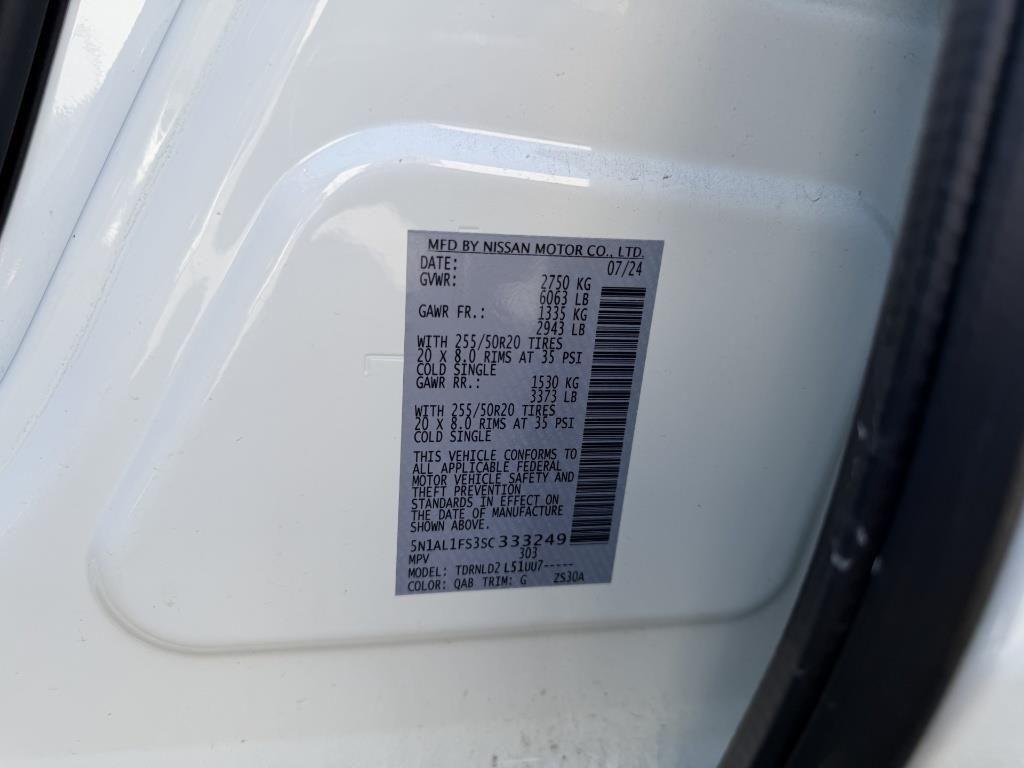 MFD BY NISSAN MOTOR CO., LTD.
DATE: 07/24
GVWR: 2750 KG
6063 LB
GAWR FR.: 1335 KG
2943 LB
WITH 255/50R20 TIRES
20 X 8.0 RIMS AT 35 PSI
COLD SINGLE
GAWR RR.: 1530 KG
3373 LB
WITH 255/50R20 TIRES
20 X 8.0 RIMS AT 35 PSI
COLD SINGLE
THIS VEHICLE CONFORMS TO
ALL APPLICABLE FEDERAL
MOTOR VEHICLE SAFETY AND
THEFT PREVENTION
STANDARDS IN EFFECT ON
THE DATE OF MANUFACTURE
SHOWN ABOVE.
5N1AL1FS3SC333249
MPV 303
MODEL: TDRNLD2 L51UU7-----
COLOR: QAB TRIM: G ZS30A